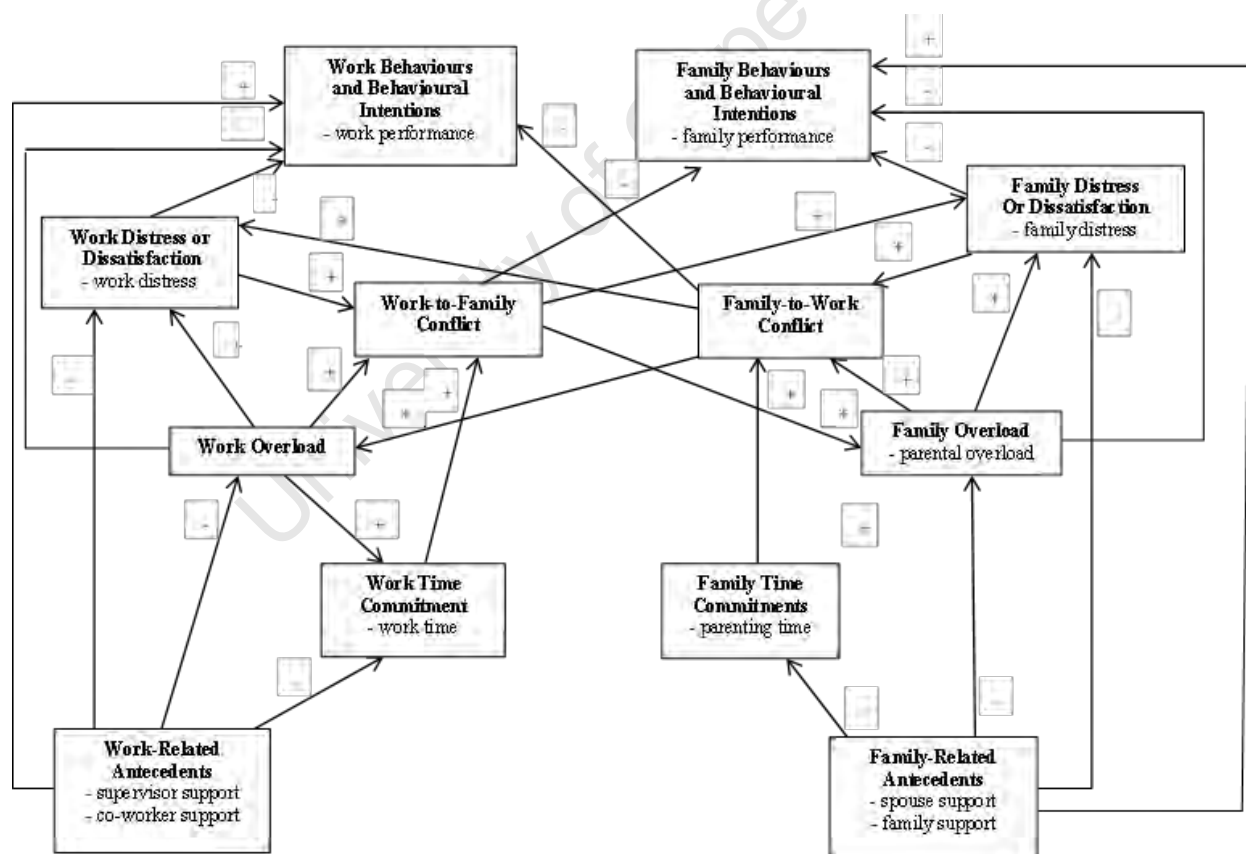 Work Behaviours
and Behavioural
Intentions
- work performance
Family Behaviours
and Behavioural
Intentions
- family performance
Work Distress or
Dissatisfaction
- work distress
Family Distress
Or Dissatisfaction
- family distress
Work-to-Family
Conflict
Family-to-Work
Conflict
Work Overload
Family Overload
- parental overload
Work Time
Commitment
- work time
Family Time
Commitments
- parenting time
Work-Related
Antecedents
- supervisor support
- co-worker support
Family-Related
Antecedents
- spouse support
- family support
University of